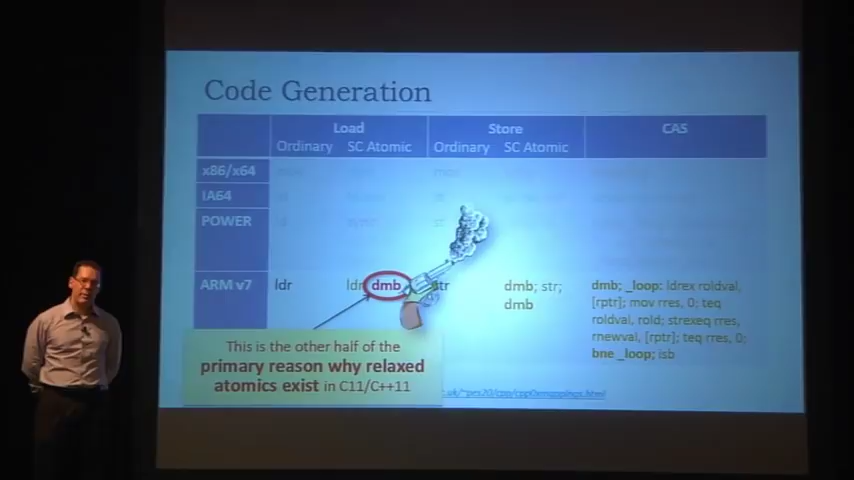 Code Generation
Load Store CAS
Ordinary SC Atomic Ordinary SC Atomic
x86/x64
IA64
POWER
ARM v7 ldr ldr dmb str dmb; str; dmb; _loop: ldrex roldval,
dmb [rptr]; mov rres, 0; teq
roldval, rold; strexeq rres,
rnewval, [rptr]; teq rres, 0;
bne _loop; isb
This is the other half of the
primary reason why relaxed
atomics exist in C11/C++11